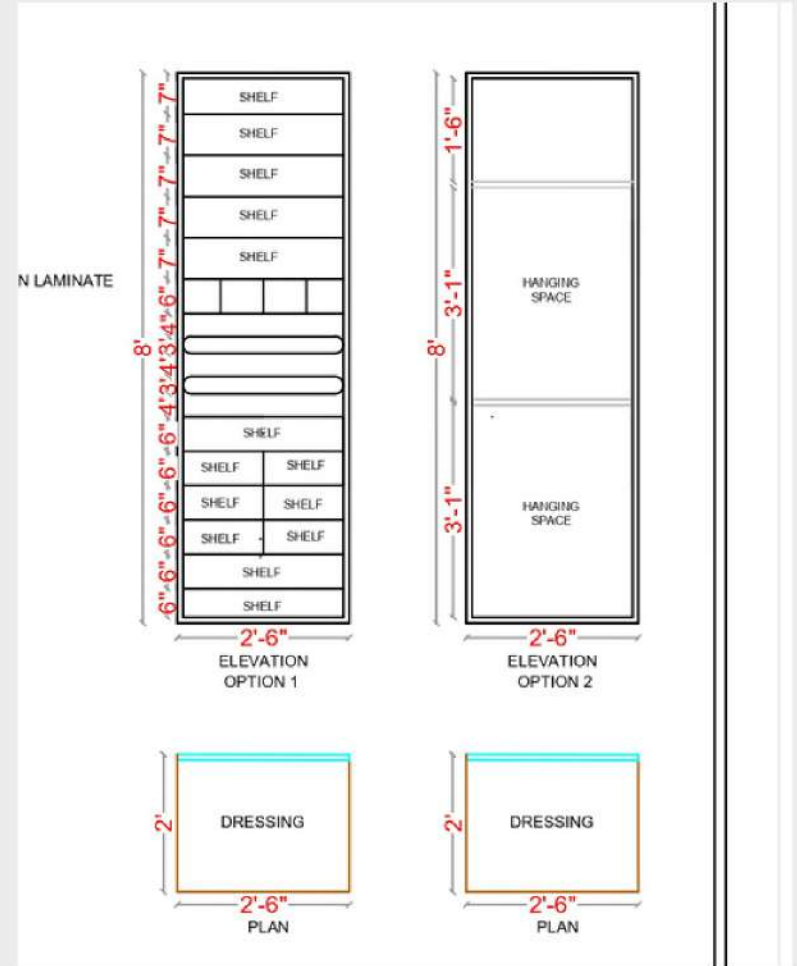 N LAMINATE
8'
7"
7"
7"
7"
7"
6"
4"
3"
4"
3"
4"
6"
6"
6"
6"
6"
6"
SHELF
SHELF
SHELF
SHELF
SHELF
SHELF
SHELF SHELF
SHELF SHELF
SHELF SHELF
SHELF
SHELF
2'-6"
ELEVATION
OPTION 1
8'
1'-6"
3'-1"
3'-1"
HANGING
SPACE
HANGING
SPACE
2'-6"
ELEVATION
OPTION 2
2'
DRESSING
2'-6"
PLAN
2'
DRESSING
2'-6"
PLAN